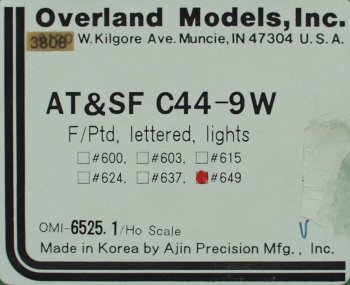 Overland Models, Inc.
3808 W. Kilgore Ave. Muncie, IN 47304 U.S.A.
AT&SF C44-9W
F/Ptd, lettered, lights
☐#600, ☐#603, ☐#615
☐#624, ☐#637, ☒#649
OMI-6525.1/Ho Scale
Made in Korea by Ajin Precision Mfg., Inc.